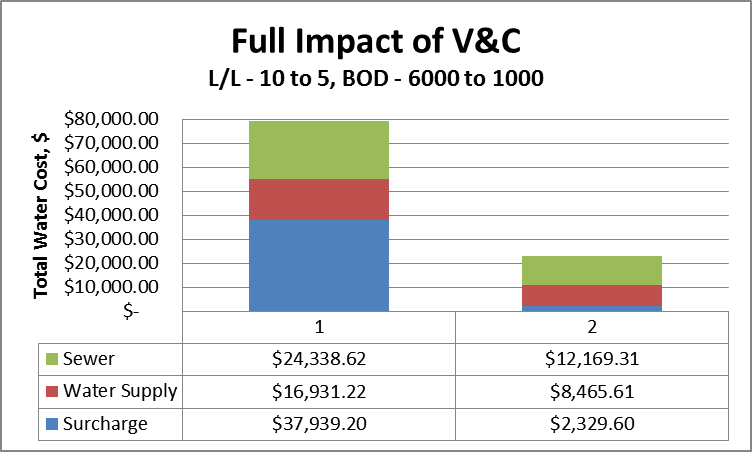 Full Impact of V&C
L/L - 10 to 5, BOD - 6000 to 1000
Total Water Cost, $
$80,000.00
$70,000.00
$60,000.00
$50,000.00
$40,000.00
$30,000.00
$20,000.00
$10,000.00
$-
1 2
Sewer $24,338.62 $12,169.31
Water Supply $16,931.22 $8,465.61
Surcharge $37,939.20 $2,329.60